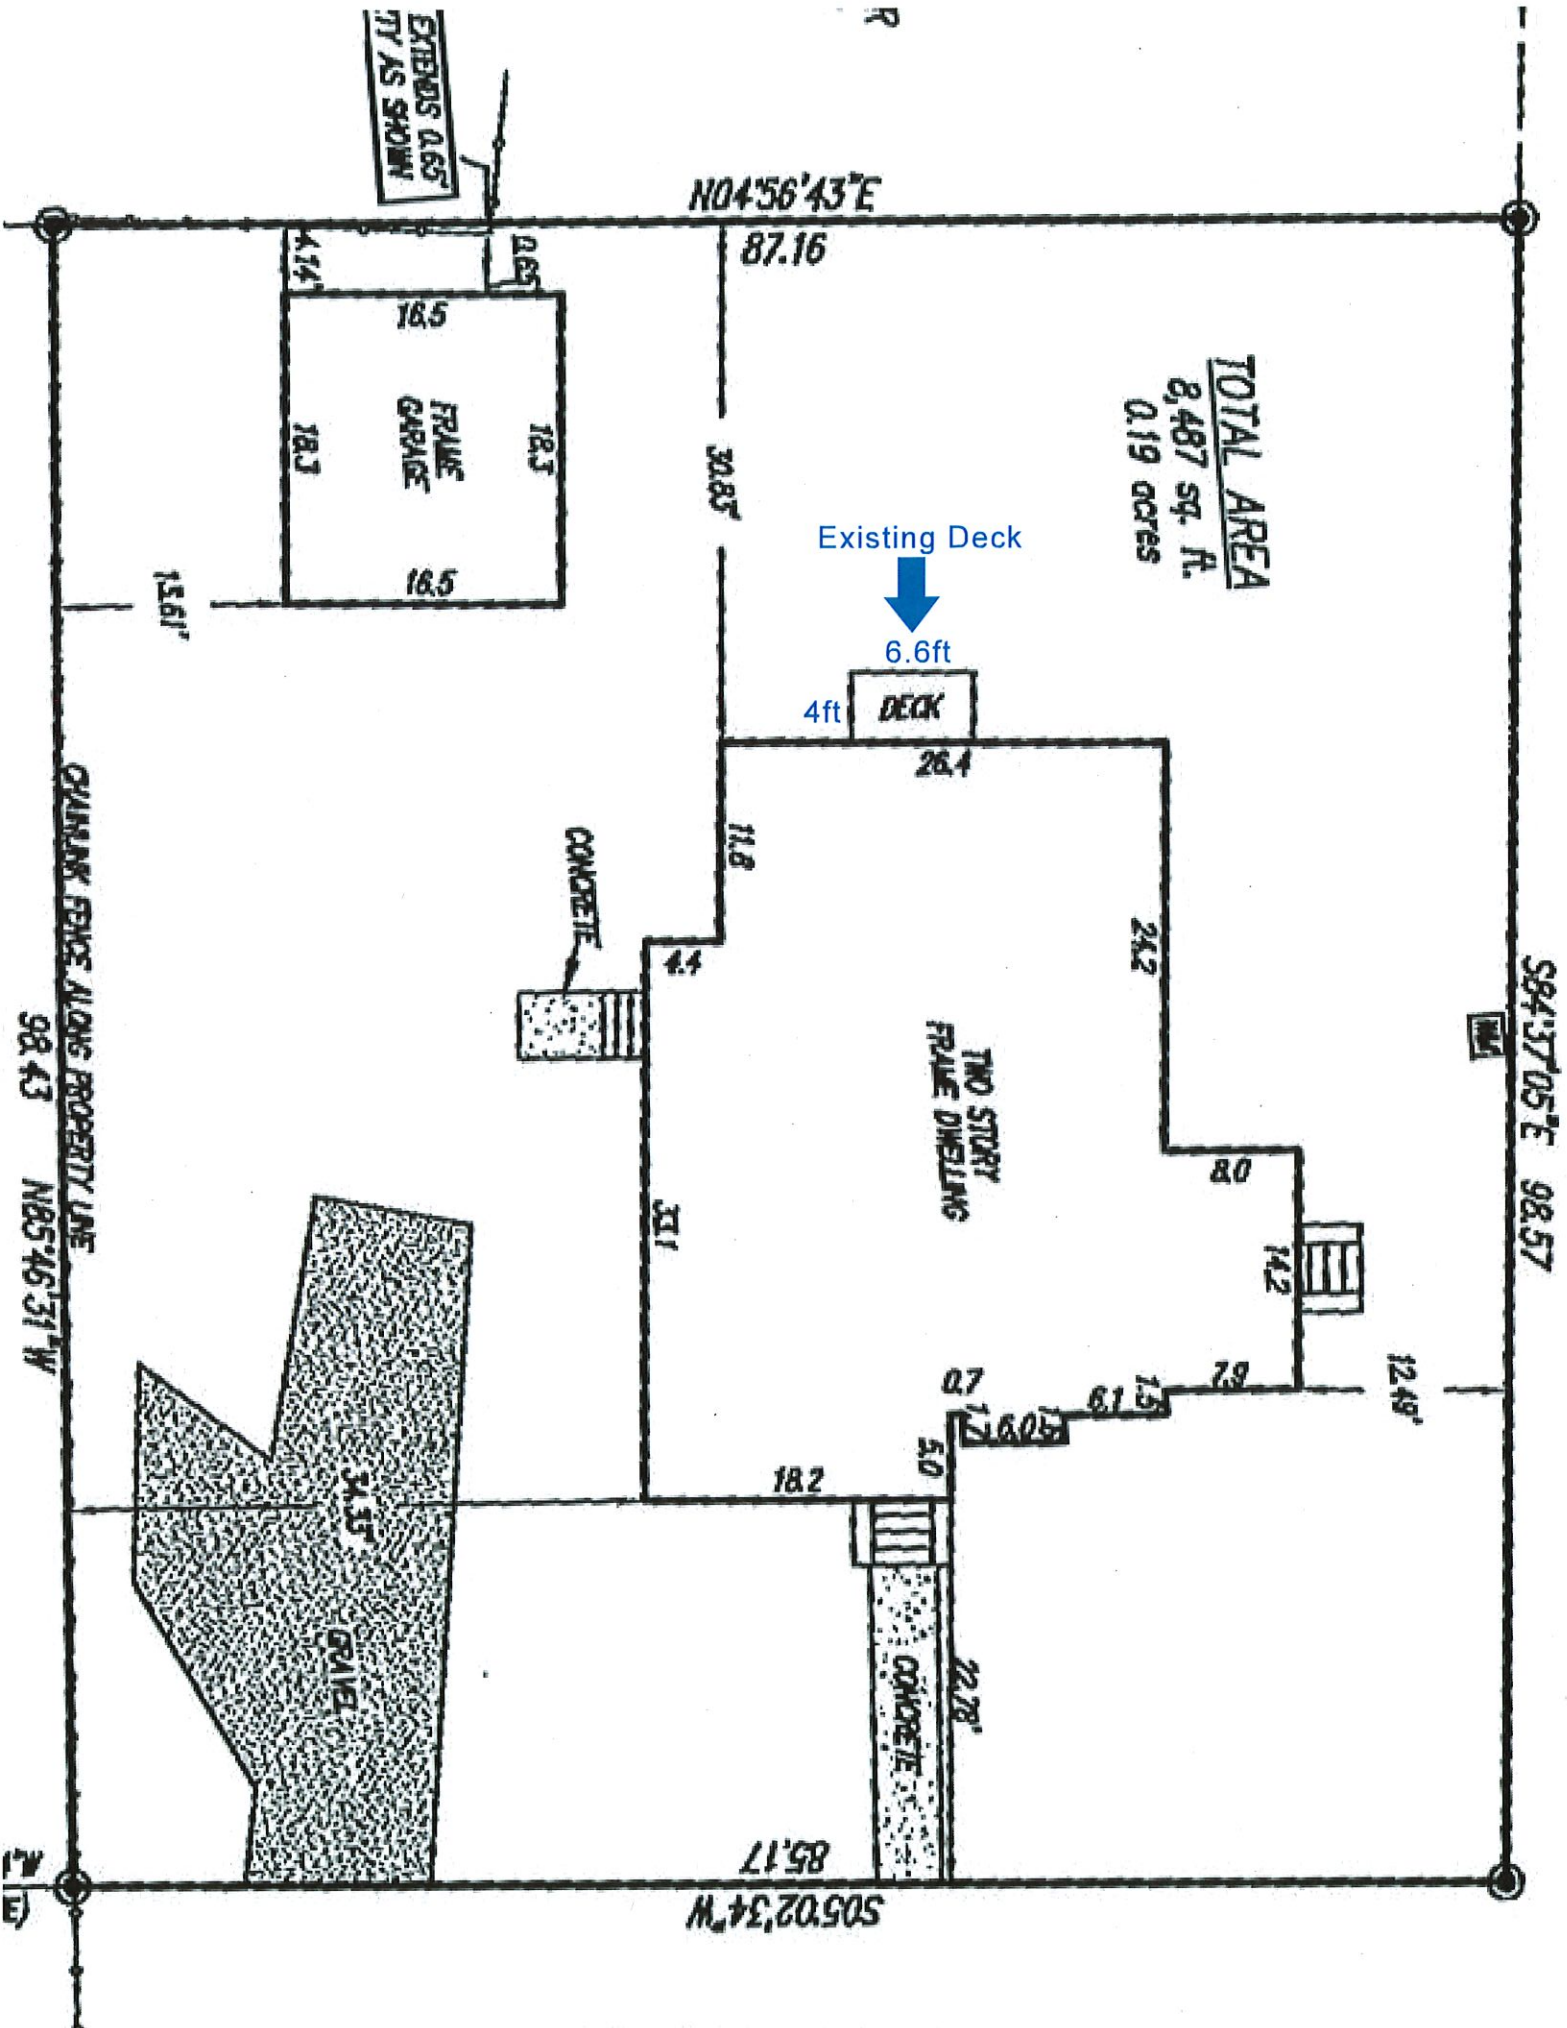 EXTENDS 0.65'
TY AS SHOWN
R
N04°56'43"E
87.16
4.14'
0.65'
16.5
FRAME
GARAGE
18.3
18.3
16.5
15.61'
30.83'
TOTAL AREA
8,487 sq. ft.
0.19 acres
Existing Deck
6.6ft
4ft
DECK
26.4
11.8
CONCRETE
4.4
24.2
TWO STORY
FRAME DWELLING
CHAINLINK FENCE ALONG PROPERTY LINE
98.43 N85°46'31"W
S84°37'05"E 98.57
8.0
14.2
33.1
12.49'
7.9
1.5
6.1
0.7
5.0
18.2
34.33'
GRAVEL
CONCRETE
22.78'
85.17
S05°02'34"W